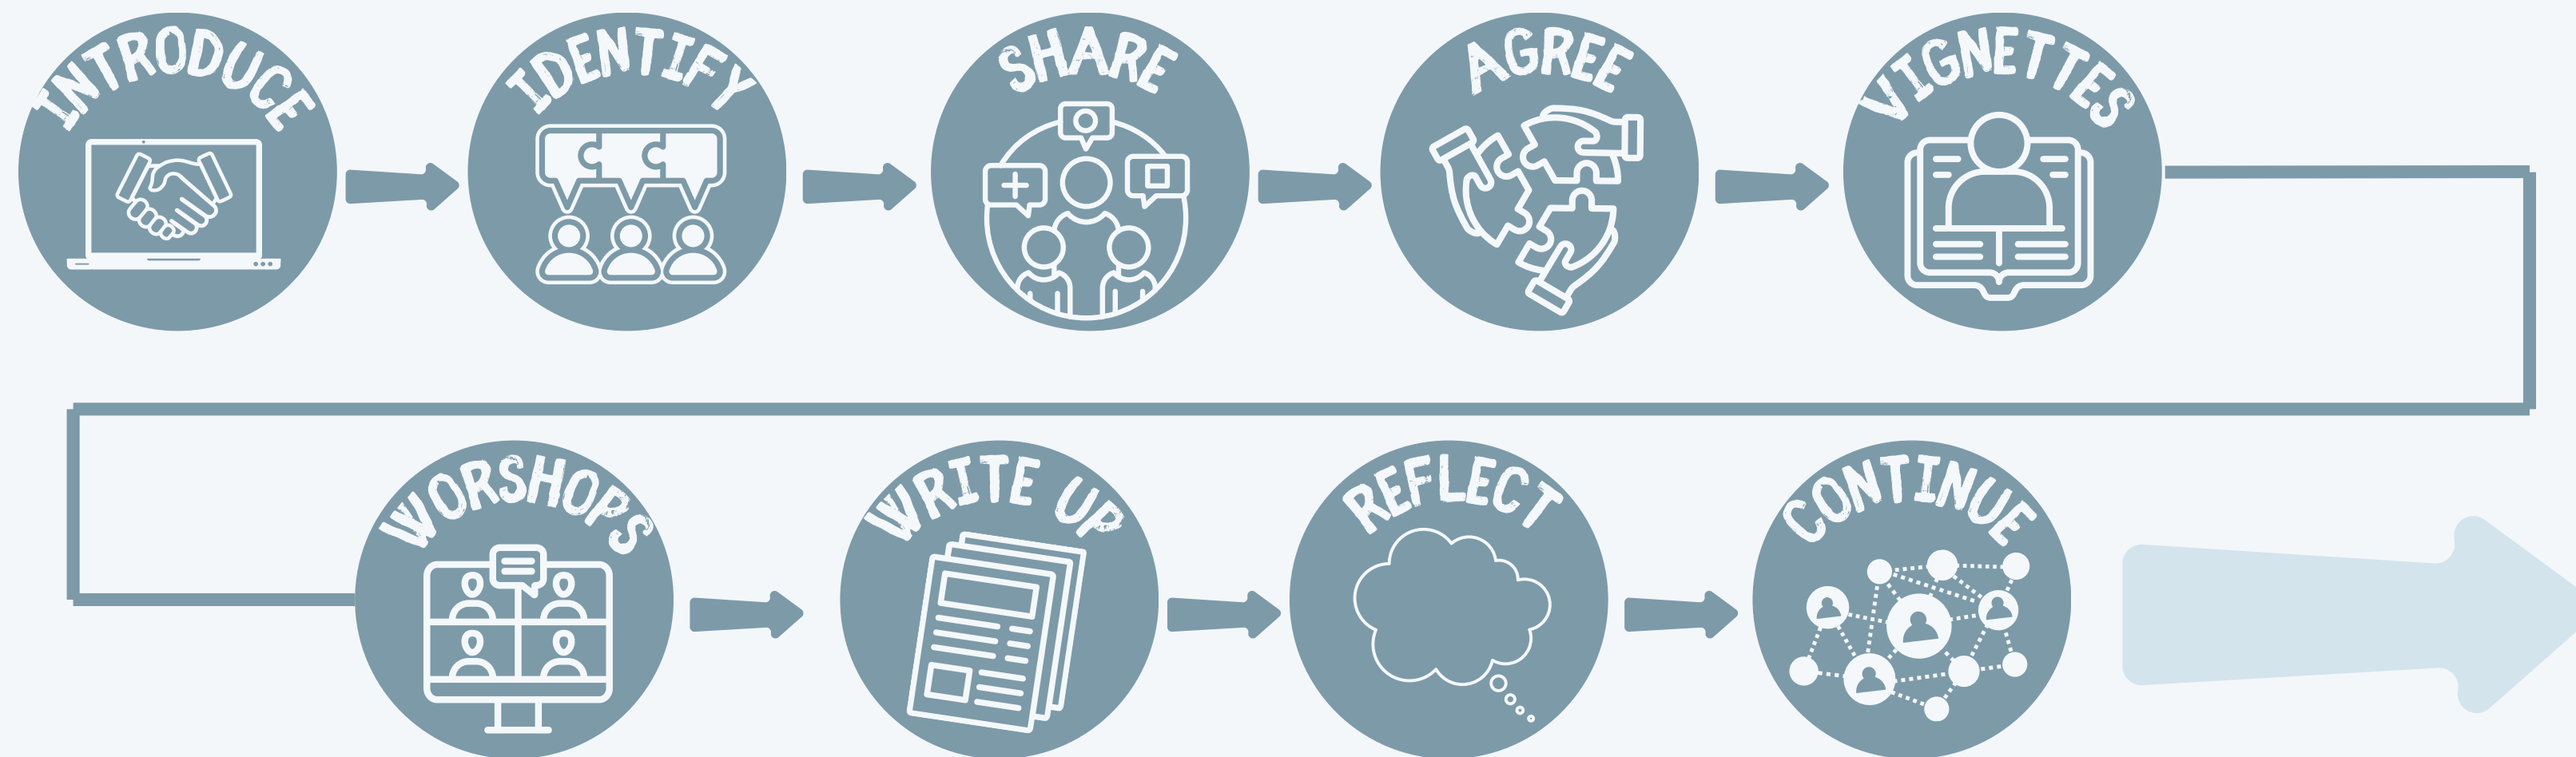 INTRODUCE
IDENTIFY
SHARE
AGREE
VIGNETTES
WORSHOPS
WRITE UP
REFLECT
CONTINUE